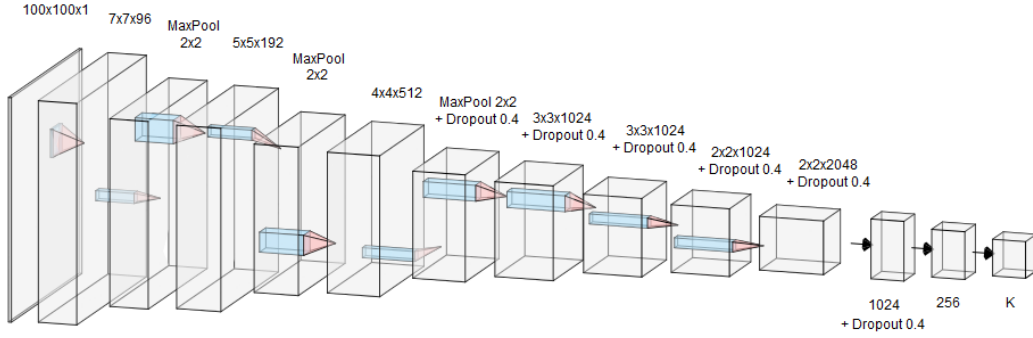 100x100x1
7x7x96
MaxPool
2x2
5x5x192
MaxPool
2x2
4x4x512
MaxPool 2x2
+ Dropout 0.4
3x3x1024
+ Dropout 0.4
3x3x1024
+ Dropout 0.4
2x2x1024
+ Dropout 0.4
2x2x2048
+ Dropout 0.4
1024
+ Dropout 0.4
256
K